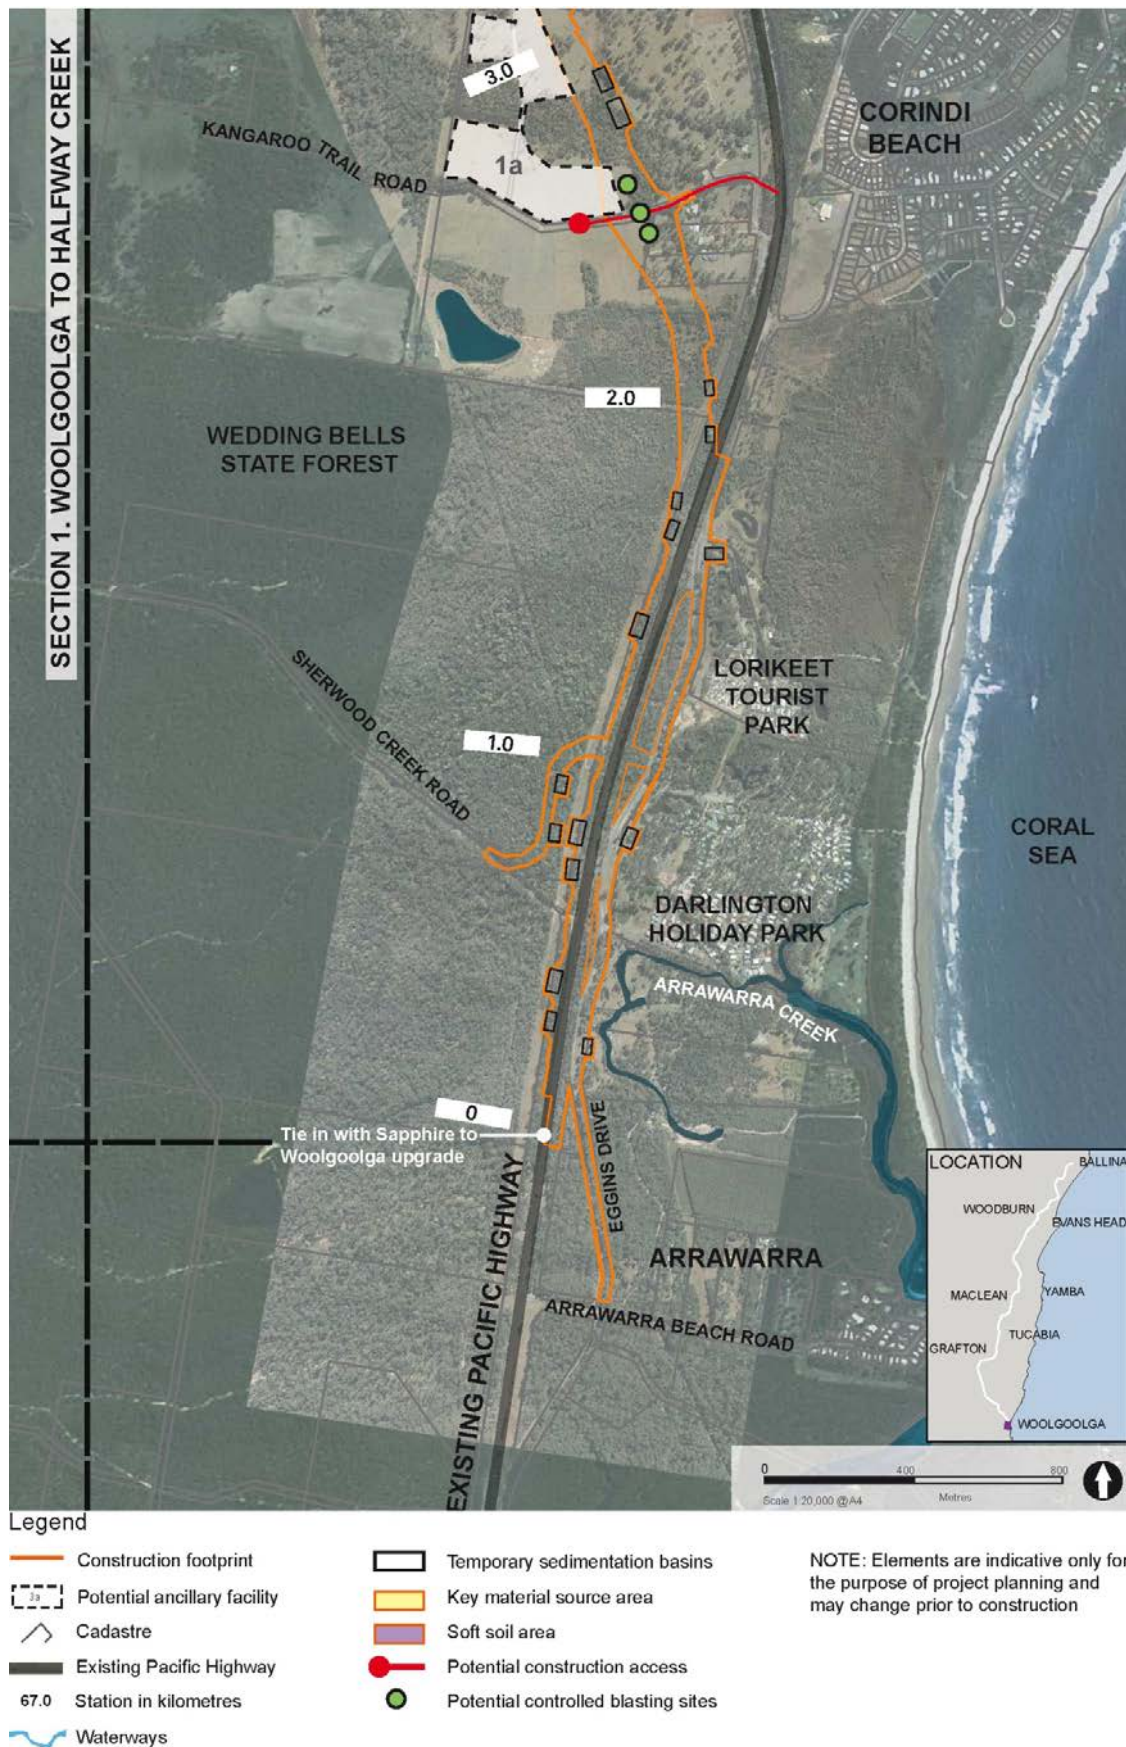 SECTION 1. WOOLGOOLGA TO HALFWAY CREEK
3.0
CORINDI
BEACH
KANGAROO TRAIL ROAD
1a
2.0
WEDDING BELLS
STATE FOREST
SHERWOOD CREEK ROAD
LORIKEET
TOURIST
PARK
1.0
CORAL
SEA
DARLINGTON
HOLIDAY PARK
ARRAWARRA CREEK
0
Tie in with Sapphire to
Woolgoolga upgrade
EGGINS DRIVE
EXISTING PACIFIC HIGHWAY
ARRAWARRA
ARRAWARRA BEACH ROAD
LOCATION
BALLINA
WOODBURN
EVANS HEAD
MACLEAN
YAMBA
TUCABIA
GRAFTON
WOOLGOOLGA
0 400 800
Scale 1:20,000 @A4 Metres
Legend
Construction footprint
3a Potential ancillary facility
Cadastre
Existing Pacific Highway
67.0 Station in kilometres
Waterways
Temporary sedimentation basins
Key material source area
Soft soil area
Potential construction access
Potential controlled blasting sites
NOTE: Elements are indicative only for
the purpose of project planning and
may change prior to construction